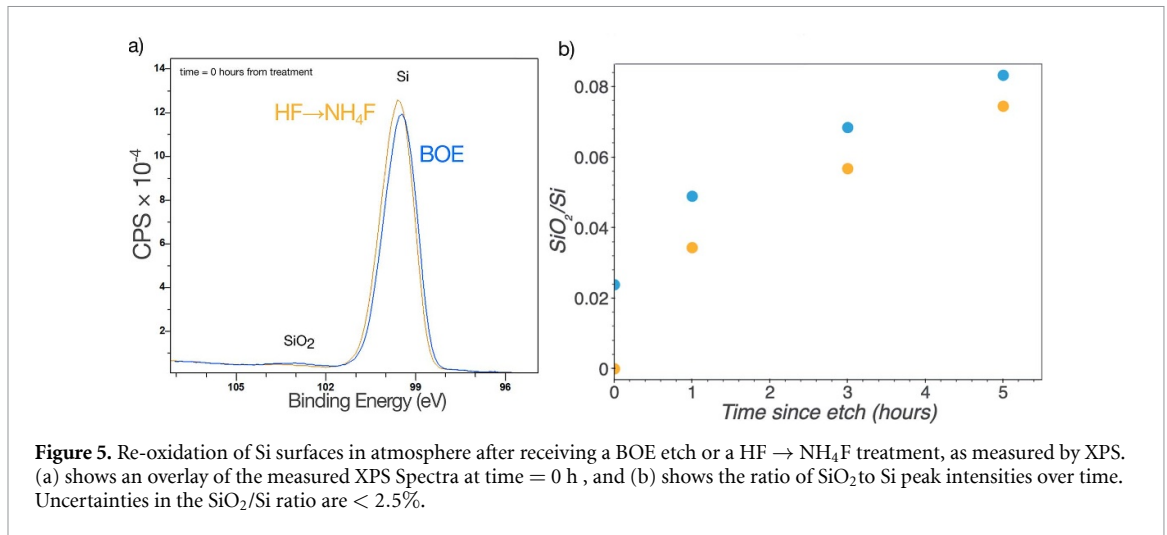 a)
time = 0 hours from treatment
Si
HF→NH₄F
BOE
SiO₂
CPS × 10⁻⁴
14
12
10
8
6
4
2
105
102
99
96
Binding Energy (eV)
b)
SiO₂/Si
0.08
0.06
0.04
0.02
0
0
1
2
3
4
5
Time since etch (hours)
Figure 5. Re-oxidation of Si surfaces in atmosphere after receiving a BOE etch or a HF → NH₄F treatment, as measured by XPS.
(a) shows an overlay of the measured XPS Spectra at time = 0 h , and (b) shows the ratio of SiO₂to Si peak intensities over time.
Uncertainties in the SiO₂/Si ratio are < 2.5%.